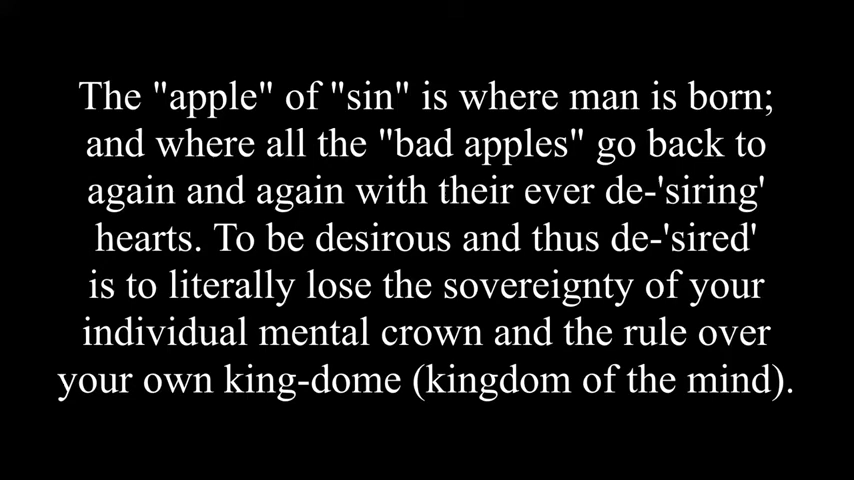 The "apple" of "sin" is where man is born;
and where all the "bad apples" go back to
again and again with their ever de-'siring'
hearts. To be desirous and thus de-'sired'
is to literally lose the sovereignty of your
individual mental crown and the rule over
your own king-dome (kingdom of the mind).